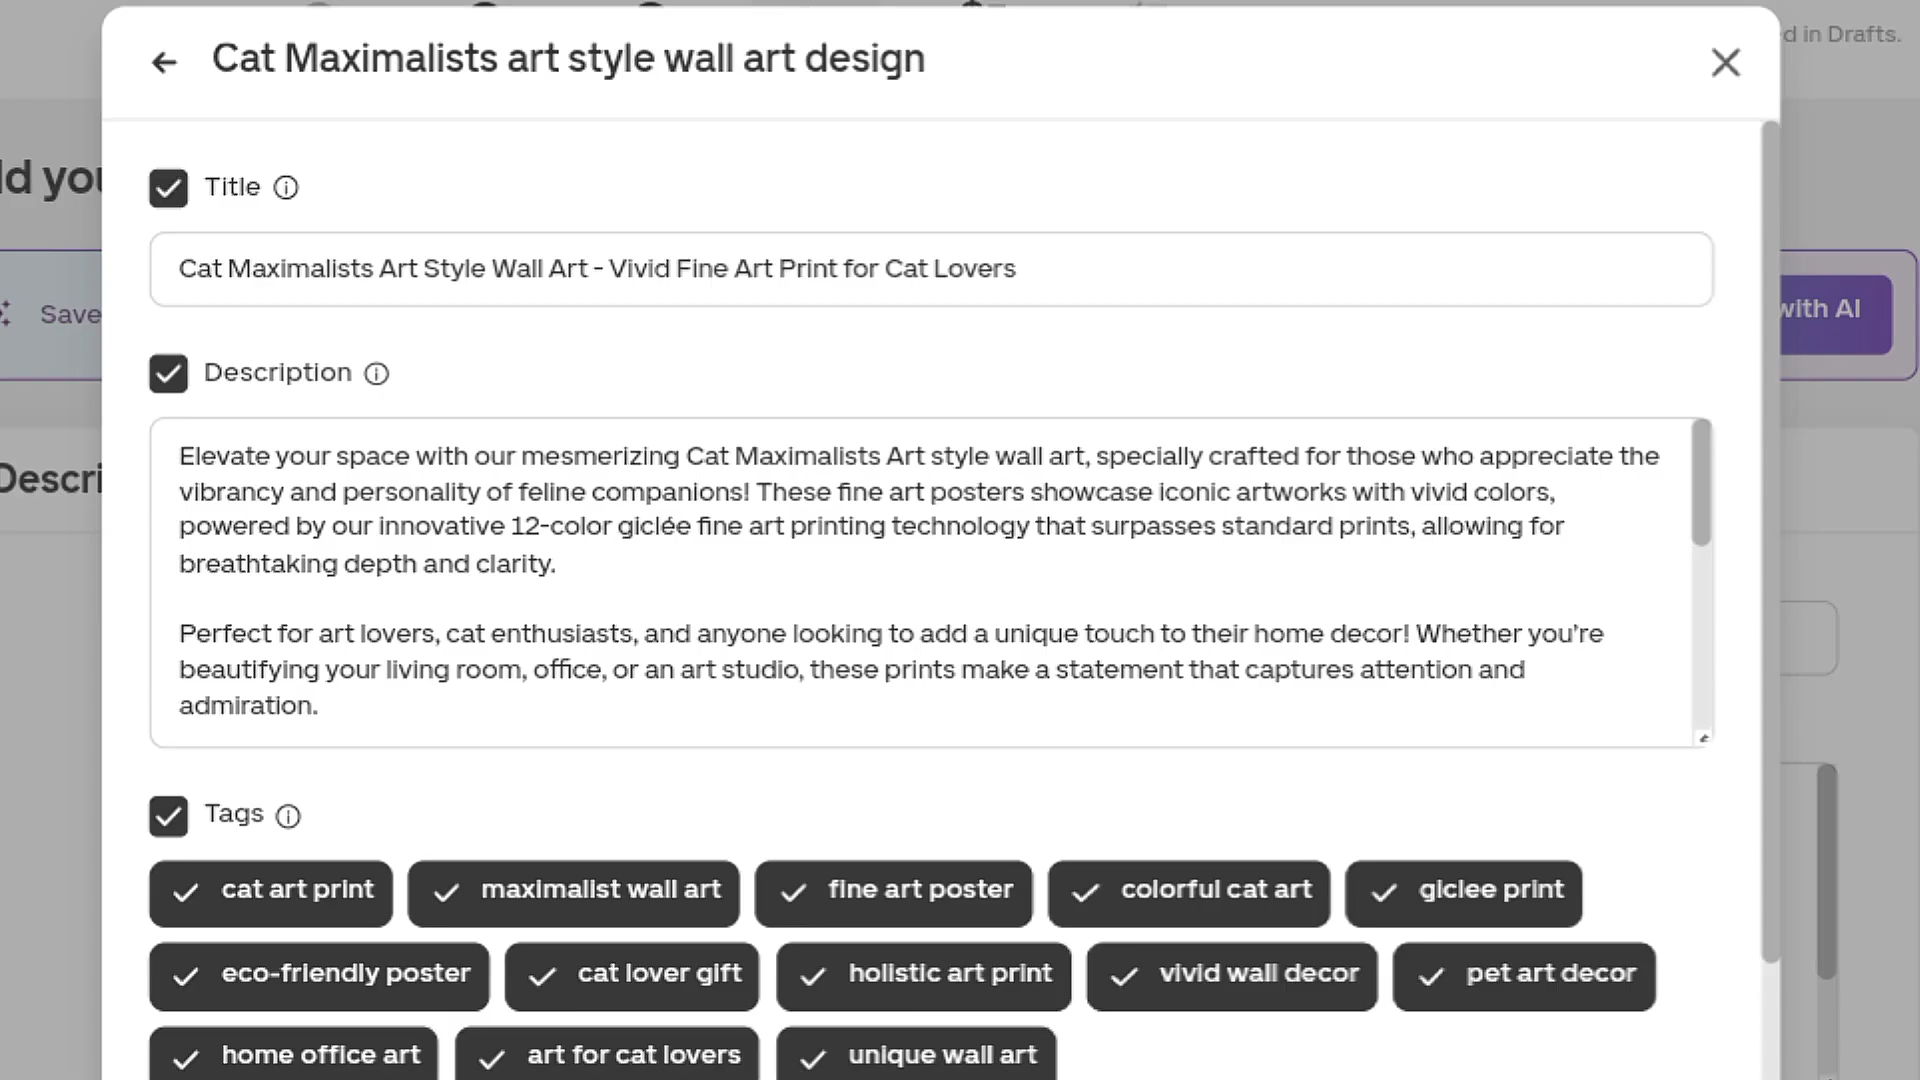 Cat Maximalists art style wall art design
d in Drafts.
ld you
Title
Cat Maximalists Art Style Wall Art - Vivid Fine Art Print for Cat Lovers
Save
with AI
Description
Elevate your space with our mesmerizing Cat Maximalists Art style wall art, specially crafted for those who appreciate the
vibrancy and personality of feline companions! These fine art posters showcase iconic artworks with vivid colors,
Descri
powered by our innovative 12-color giclée fine art printing technology that surpasses standard prints, allowing for
breathtaking depth and clarity.
Perfect for art lovers, cat enthusiasts, and anyone looking to add a unique touch to their home decor! Whether you’re
beautifying your living room, office, or an art studio, these prints make a statement that captures attention and
admiration.
Tags
cat art print maximalist wall art fine art poster colorful cat art giclee print
eco-friendly poster cat lover gift holistic art print vivid wall decor pet art decor
home office art art for cat lovers unique wall art